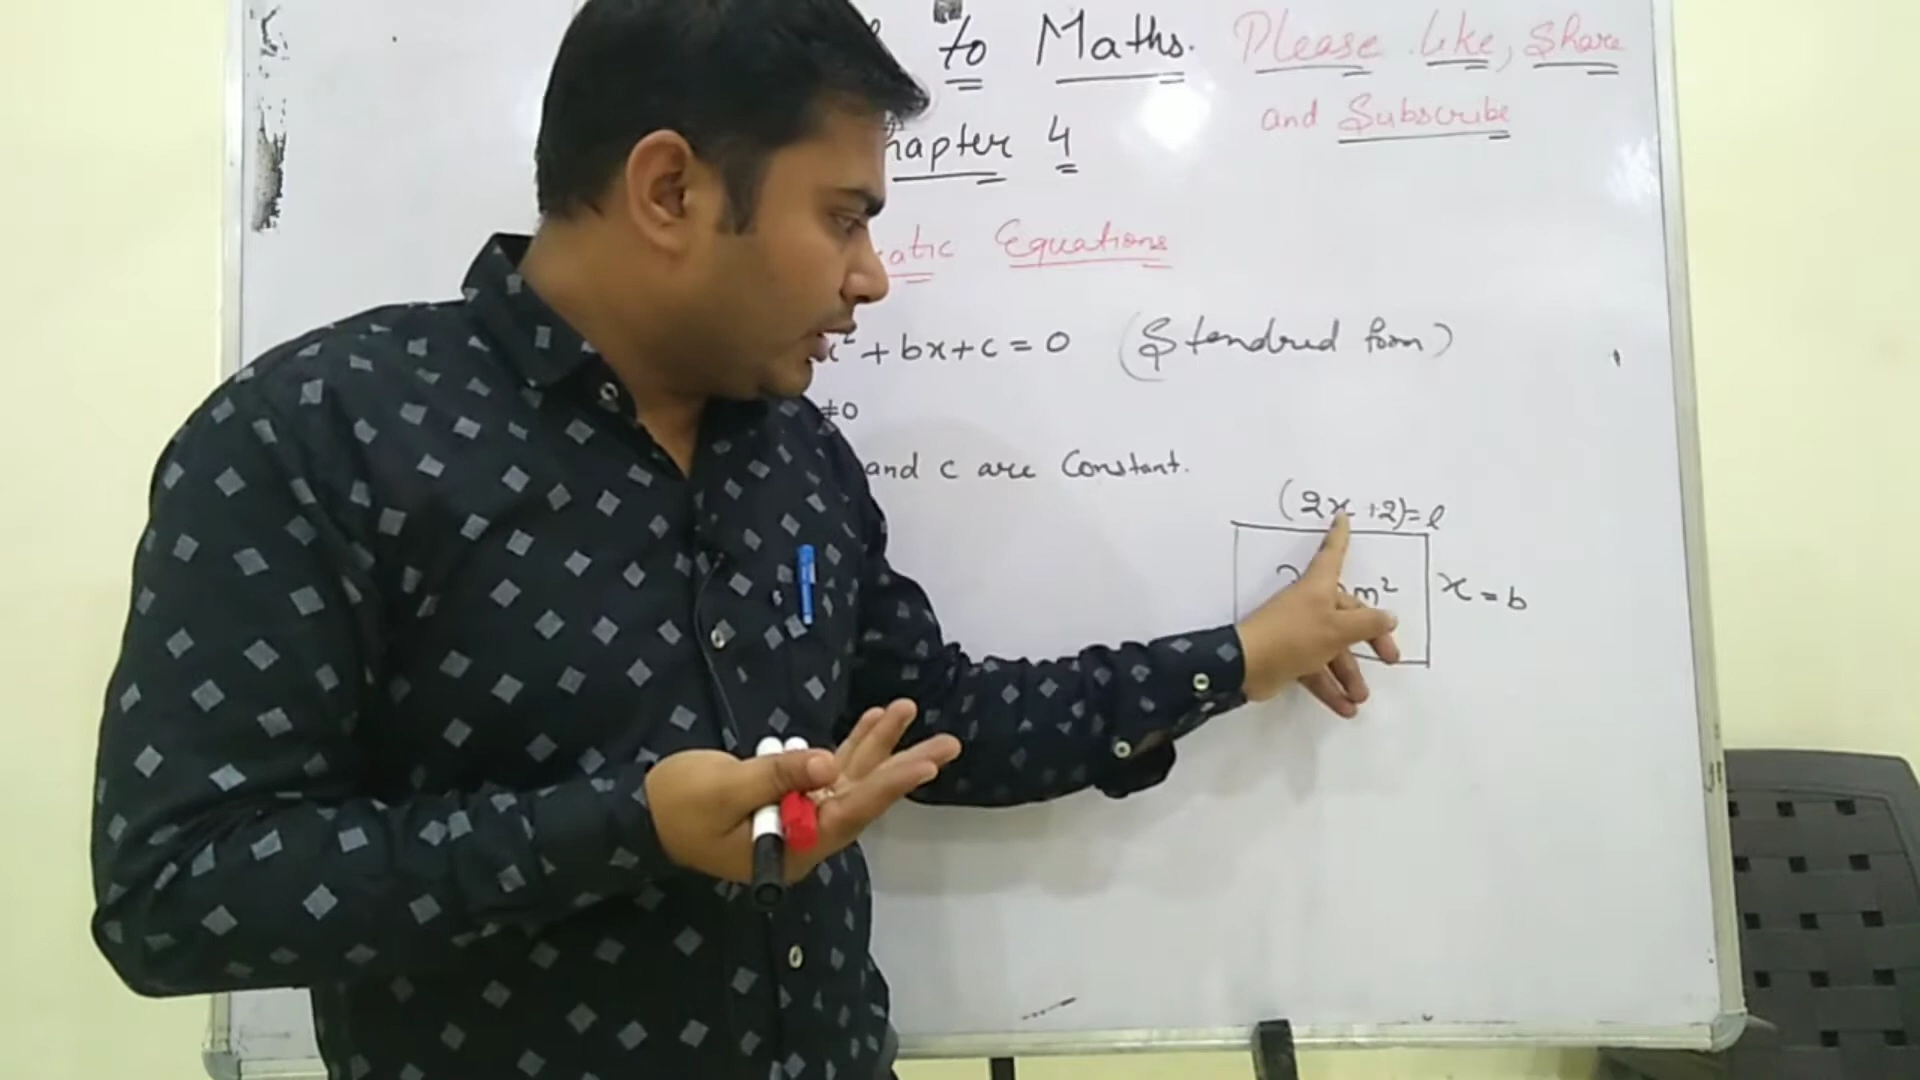 to Maths. Please Like, Share
and Subscribe
hapter 4
atic Equations
x² + bx + c = 0 (Standred form)
≠0
and c are Constant.
(2x +2) = l
m² x = b